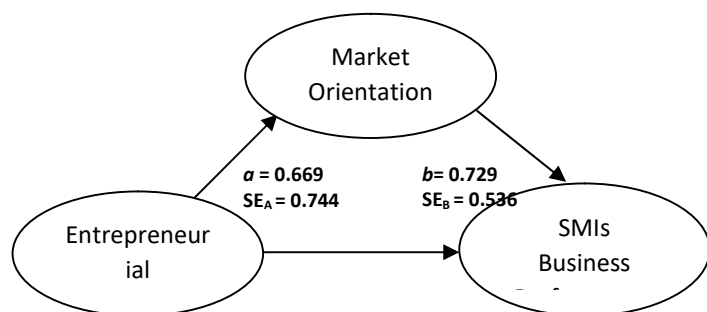 Market
Orientation
a = 0.669
SEA = 0.744
b= 0.729
SEB = 0.536
Entrepreneur
ial
SMIs
Business